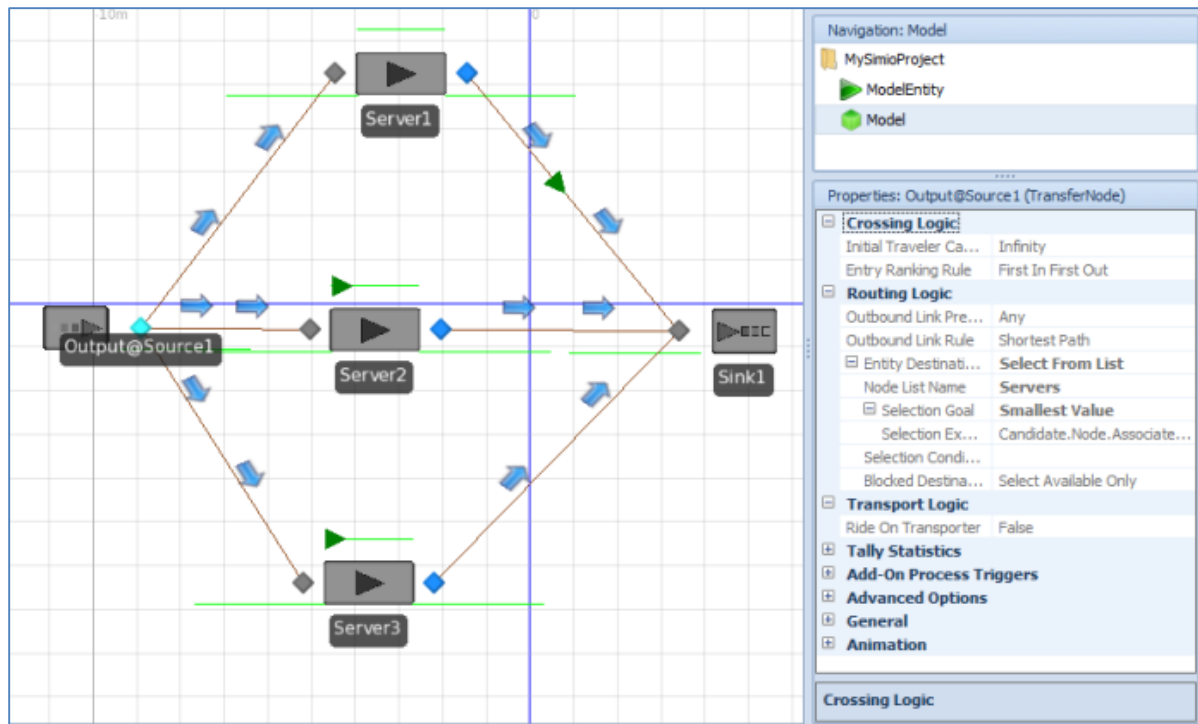 -10m
0
Server1
Output@Source1
Server2
Sink1
Server3
Navigation: Model
MySimioProject
ModelEntity
Model
Properties: Output@Source1 (TransferNode)
Crossing Logic
Initial Traveler Ca... Infinity
Entry Ranking Rule First In First Out
Routing Logic
Outbound Link Pre... Any
Outbound Link Rule Shortest Path
Entity Destinati... Select From List
Node List Name Servers
Selection Goal Smallest Value
Selection Ex... Candidate.Node.Associate...
Selection Condi...
Blocked Destina... Select Available Only
Transport Logic
Ride On Transporter False
Tally Statistics
Add-On Process Triggers
Advanced Options
General
Animation
Crossing Logic